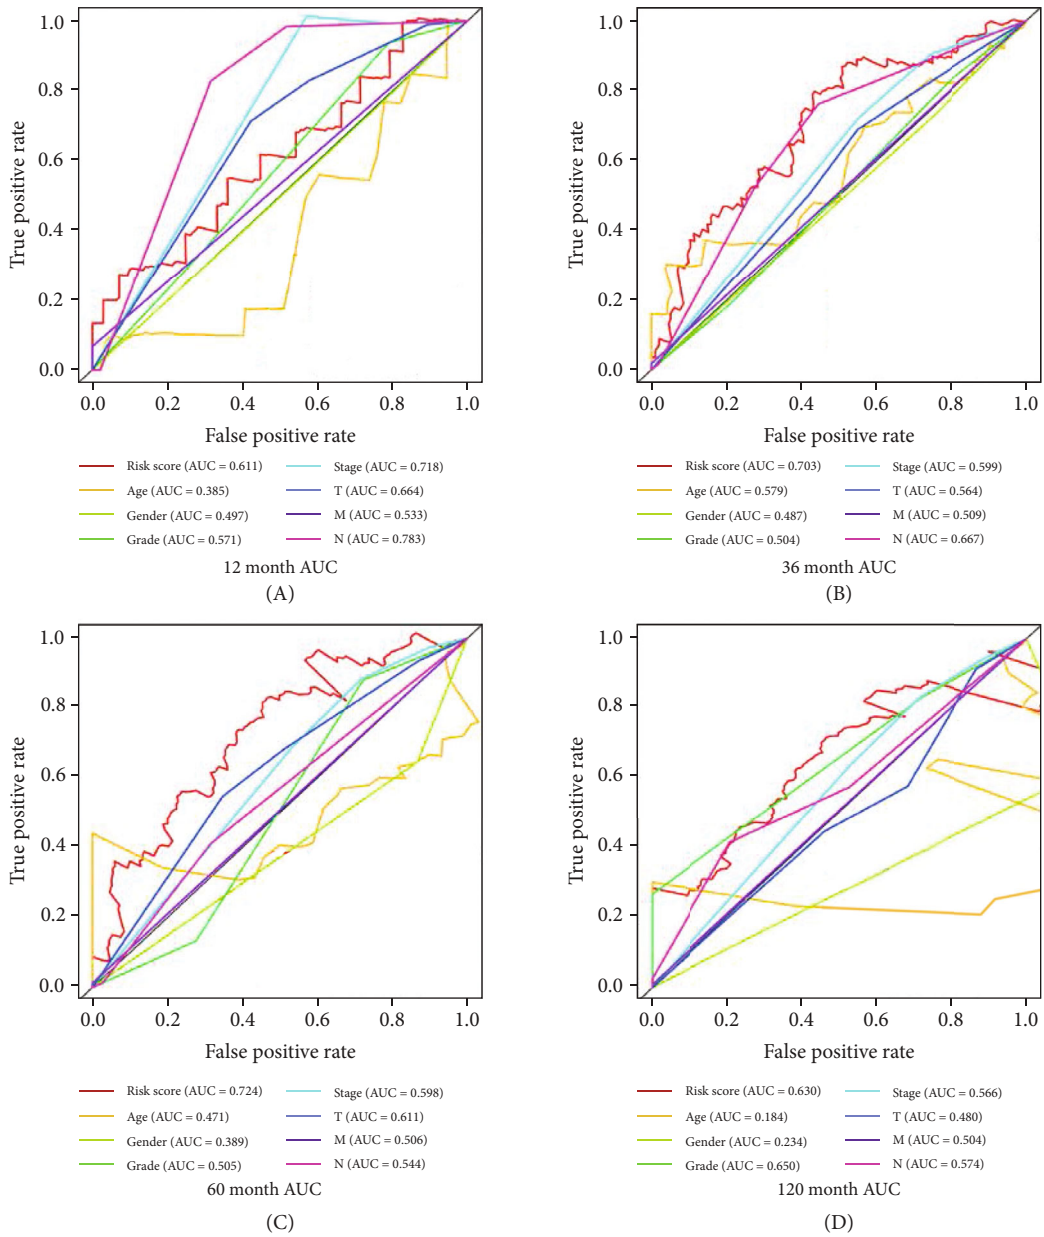 True positive rate
1.0
0.8
0.6
0.4
0.2
0.0
0.0 0.2 0.4 0.6 0.8 1.0
False positive rate
Risk score (AUC = 0.611)
Age (AUC = 0.385)
Gender (AUC = 0.497)
Grade (AUC = 0.571)
Stage (AUC = 0.718)
T (AUC = 0.664)
M (AUC = 0.533)
N (AUC = 0.783)
12 month AUC
(A)
True positive rate
1.0
0.8
0.6
0.4
0.2
0.0
0.0 0.2 0.4 0.6 0.8 1.0
False positive rate
Risk score (AUC = 0.703)
Age (AUC = 0.579)
Gender (AUC = 0.487)
Grade (AUC = 0.504)
Stage (AUC = 0.599)
T (AUC = 0.564)
M (AUC = 0.509)
N (AUC = 0.667)
36 month AUC
(B)
True positive rate
1.0
0.8
0.6
0.4
0.2
0.0
0.0 0.2 0.4 0.6 0.8 1.0
False positive rate
Risk score (AUC = 0.724)
Age (AUC = 0.471)
Gender (AUC = 0.389)
Grade (AUC = 0.505)
Stage (AUC = 0.598)
T (AUC = 0.611)
M (AUC = 0.506)
N (AUC = 0.544)
60 month AUC
(C)
True positive rate
1.0
0.8
0.6
0.4
0.2
0.0
0.0 0.2 0.4 0.6 0.8 1.0
False positive rate
Risk score (AUC = 0.630)
Age (AUC = 0.184)
Gender (AUC = 0.234)
Grade (AUC = 0.650)
Stage (AUC = 0.566)
T (AUC = 0.480)
M (AUC = 0.504)
N (AUC = 0.574)
120 month AUC
(D)